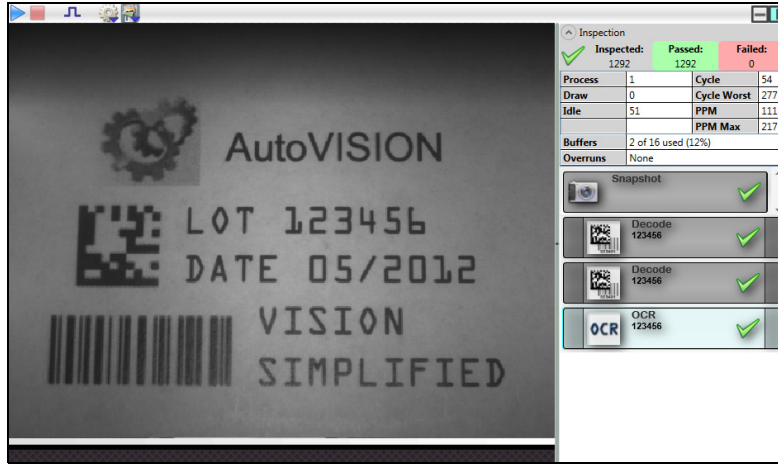 Inspection
Inspected: Passed: Failed:
1292 1292 0
Process 1 Cycle 54
Draw 0 Cycle Worst 277
Idle 51 PPM 111
PPM Max 217
Buffers 2 of 16 used (12%)
Overruns None
Snapshot
Decode
123456
Decode
123456
OCR
OCR
123456
AutoVISION
LOT 123456
DATE 05/2012
VISION
SIMPLIFIED